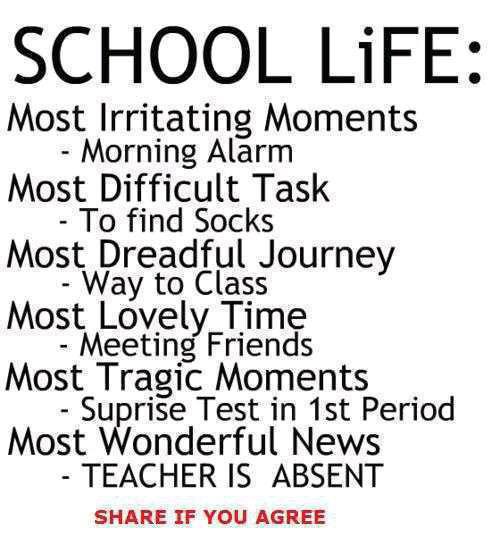 SCHOOL LiFE:
Most Irritating Moments
- Morning Alarm
Most Difficult Task
- To find Socks
Most Dreadful Journey
- Way to Class
Most Lovely Time
- Meeting Friends
Most Tragic Moments
- Suprise Test in 1st Period
Most Wonderful News
- TEACHER IS ABSENT
SHARE IF YOU AGREE